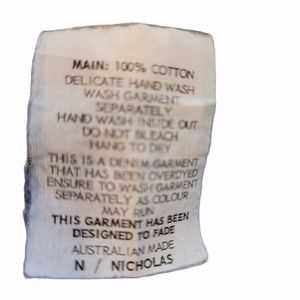 MAIN: 100% COTTON
DELICATE HAND WASH
WASH GARMENT
SEPARATELY
HAND WASH INSIDE OUT
DO NOT BLEACH
HANG TO DRY
THIS IS A DENIM GARMENT
THAT HAS BEEN OVERDYED
ENSURE TO WASH GARMENT
SEPARATELY AS COLOUR
MAY RUN
THIS GARMENT HAS BEEN
DESIGNED TO FADE
AUSTRALIAN MADE
N / NICHOLAS